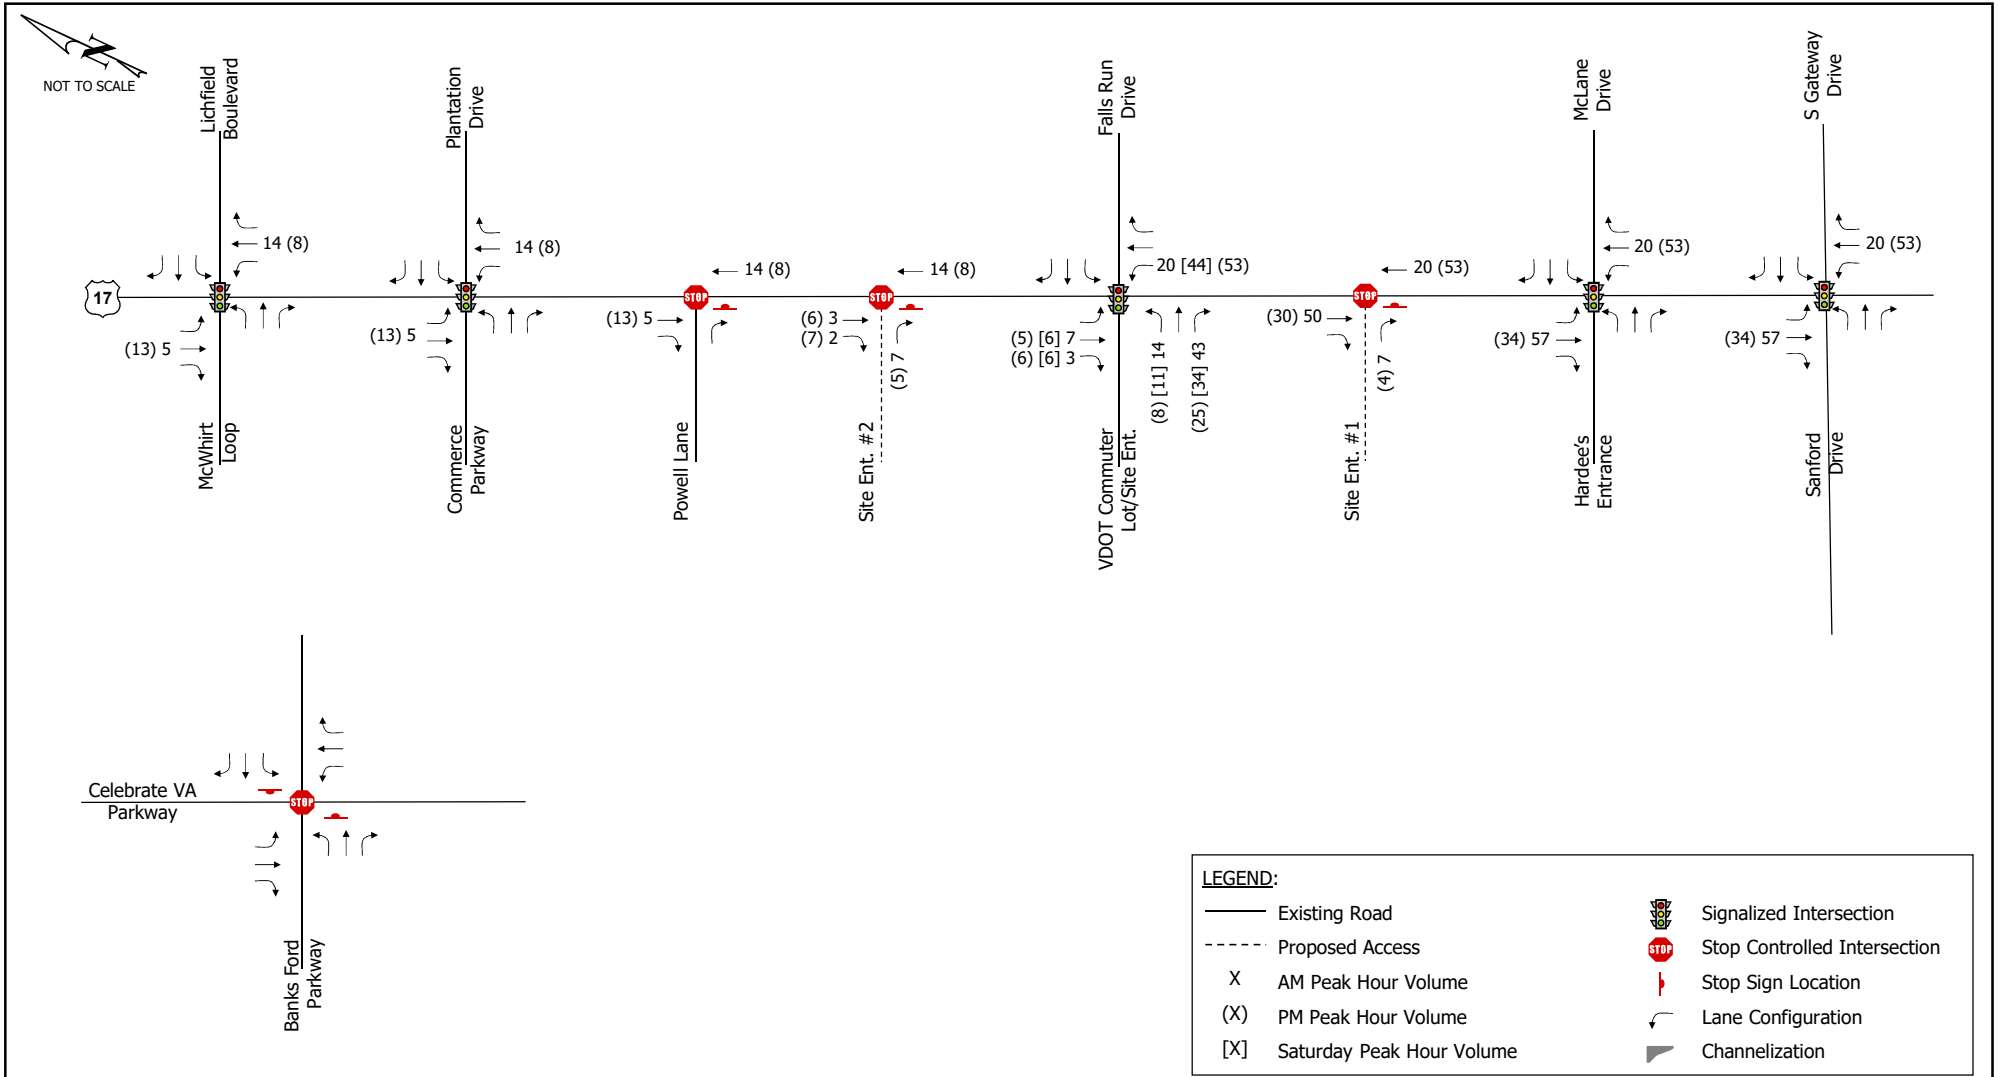 NOT TO SCALE
N
Lichfield
Boulevard
Plantation
Drive
Falls Run
Drive
McLane
Drive
S Gateway
Drive
14 (8)
14 (8)
14 (8)
14 (8)
20 [44] (53)
20 (53)
20 (53)
20 (53)
17
STOP
STOP
STOP
(13) 5
(13) 5
(13) 5
(6) 3
(7) 2
(5) 7
(5) [6] 7
(6) [6] 3
(8) [11] 14
(25) [34] 43
(30) 50
(4) 7
(34) 57
(34) 57
McWhirt
Loop
Commerce
Parkway
Powell Lane
Site Ent. #2
VDOT Commuter
Lot/Site Ent.
Site Ent. #1
Hardee's
Entrance
Sanford
Drive
Celebrate VA
Parkway
STOP
Banks Ford
Parkway
LEGEND:
Existing Road
Proposed Access
X AM Peak Hour Volume
(X) PM Peak Hour Volume
[X] Saturday Peak Hour Volume
Signalized Intersection
STOP Stop Controlled Intersection
Stop Sign Location
Lane Configuration
Channelization